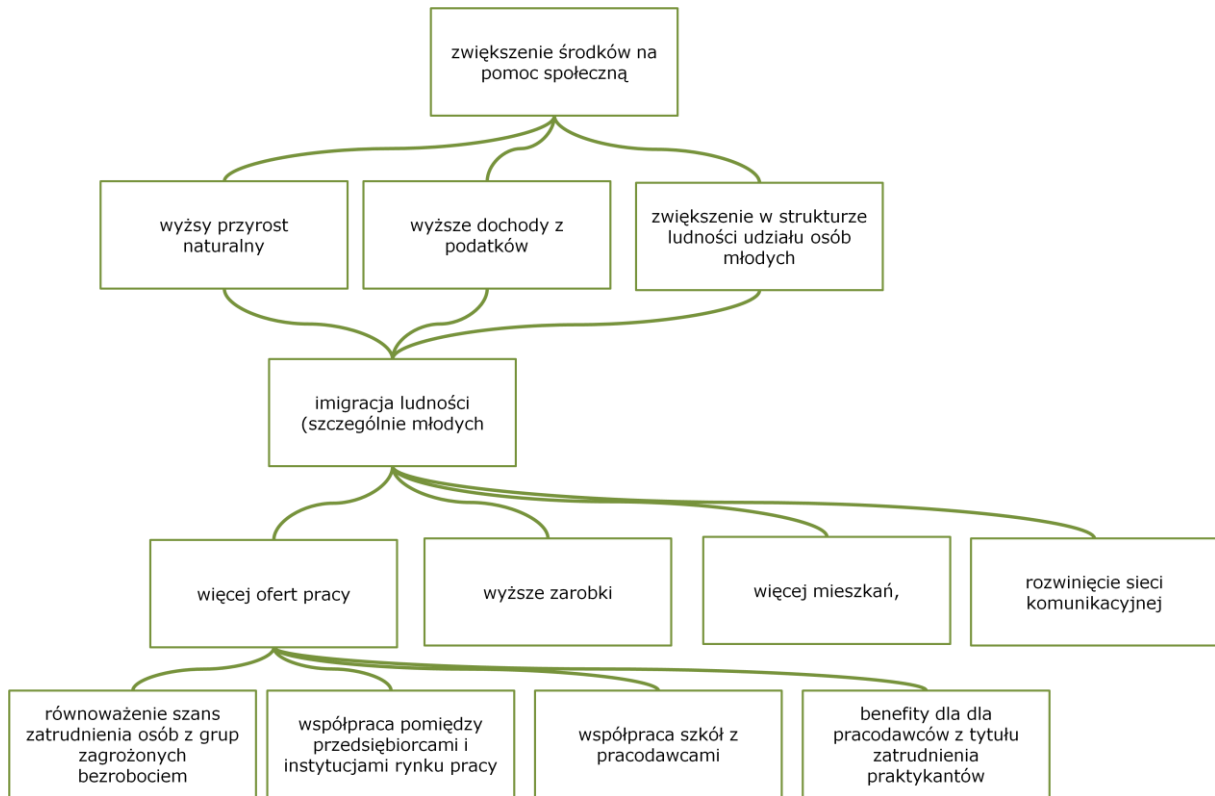 zwiększenie środków na
pomoc społeczną
wyżsy przyrost
naturalny
wyższe dochody z
podatków
zwiększenie w strukturze
ludności udziału osób
młodych
imigracja ludności
(szczególnie młodych
więcej ofert pracy
wyższe zarobki
więcej mieszkań,
rozwinięcie sieci
komunikacyjnej
równoważenie szans
zatrudnienia osób z grup
zagrożonych
bezrobociem
współpraca pomiędzy
przedsiębiorcami i
instytucjami rynku pracy
współpraca szkół z
pracodawcami
benefity dla dla
pracodawców z tytułu
zatrudnienia
praktykantów